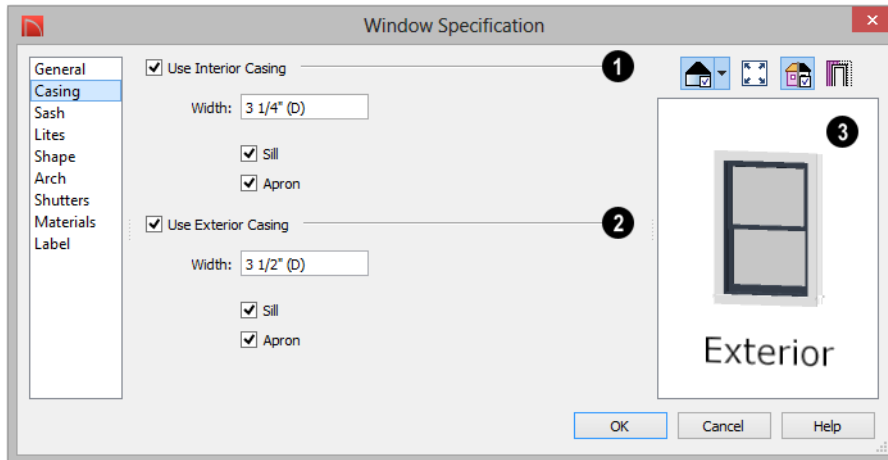 Window Specification
General
Casing
Sash
Lites
Shape
Arch
Shutters
Materials
Label
Use Interior Casing
1
Width: 3 1/4" (D)
Sill
Apron
Use Exterior Casing
2
Width: 3 1/2" (D)
Sill
Apron
3
Exterior
OK
Cancel
Help